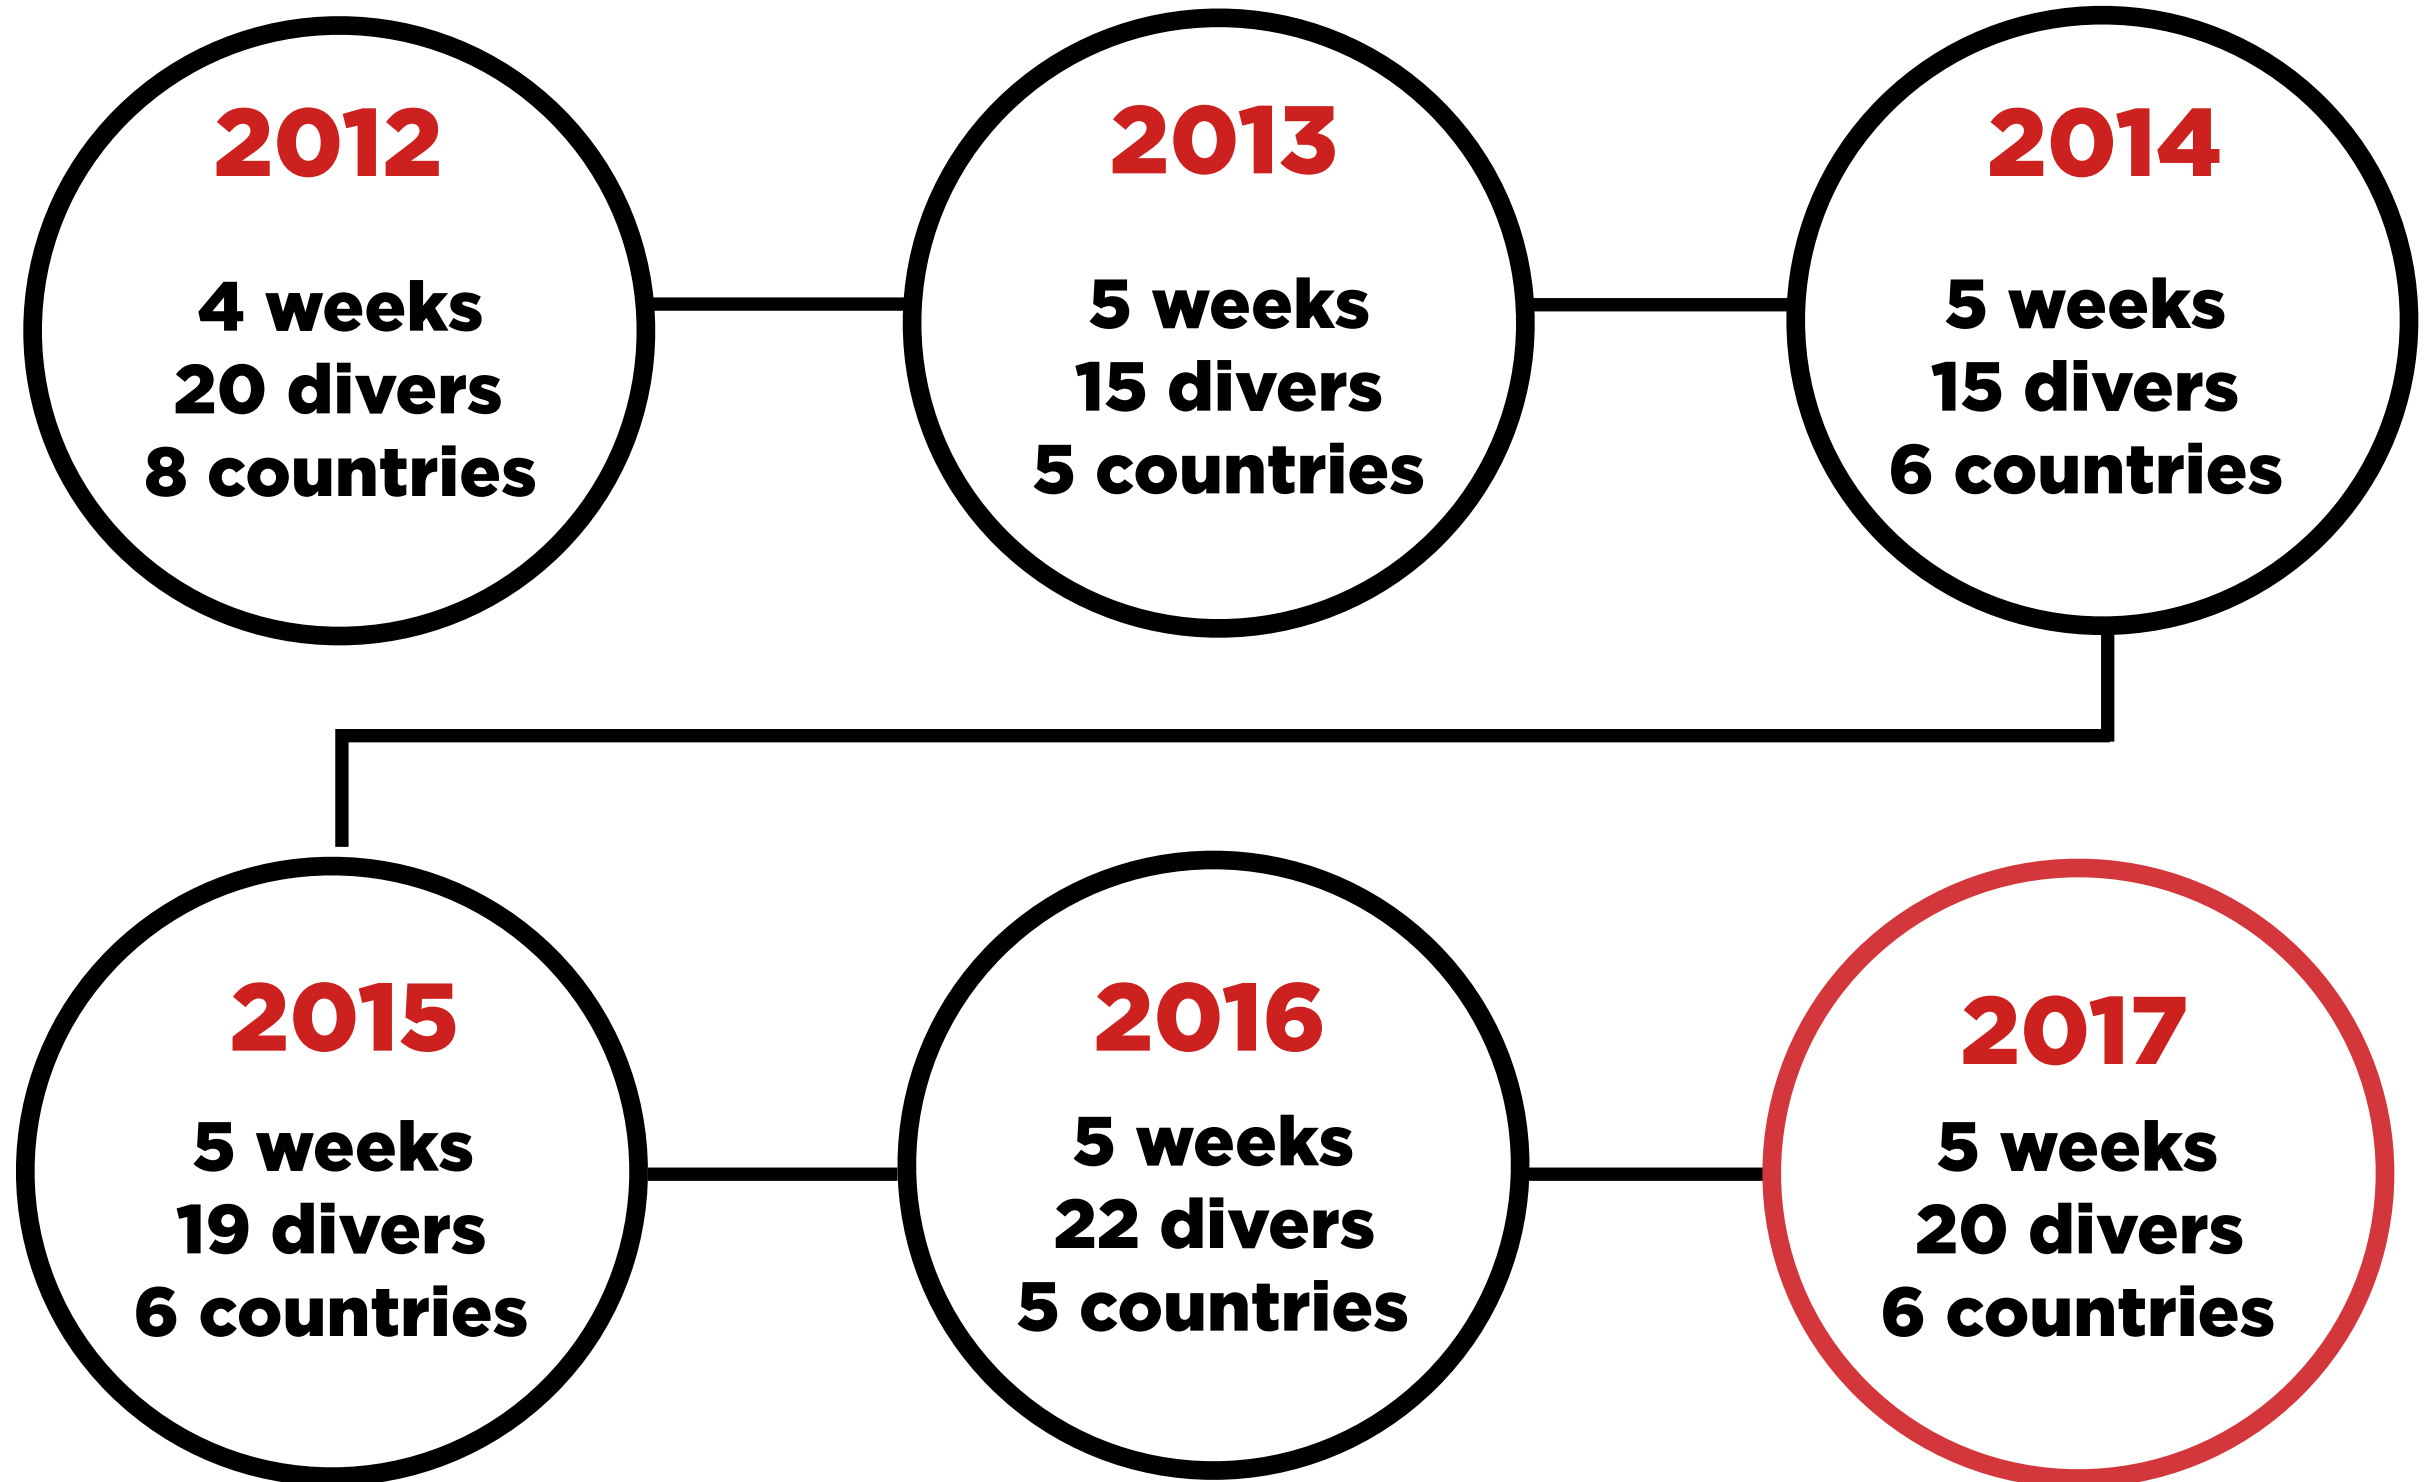 2012
4 weeks
20 divers
8 countries
2013
5 weeks
15 divers
5 countries
2014
5 weeks
15 divers
6 countries
2015
5 weeks
19 divers
6 countries
2016
5 weeks
22 divers
5 countries
2017
5 weeks
20 divers
6 countries